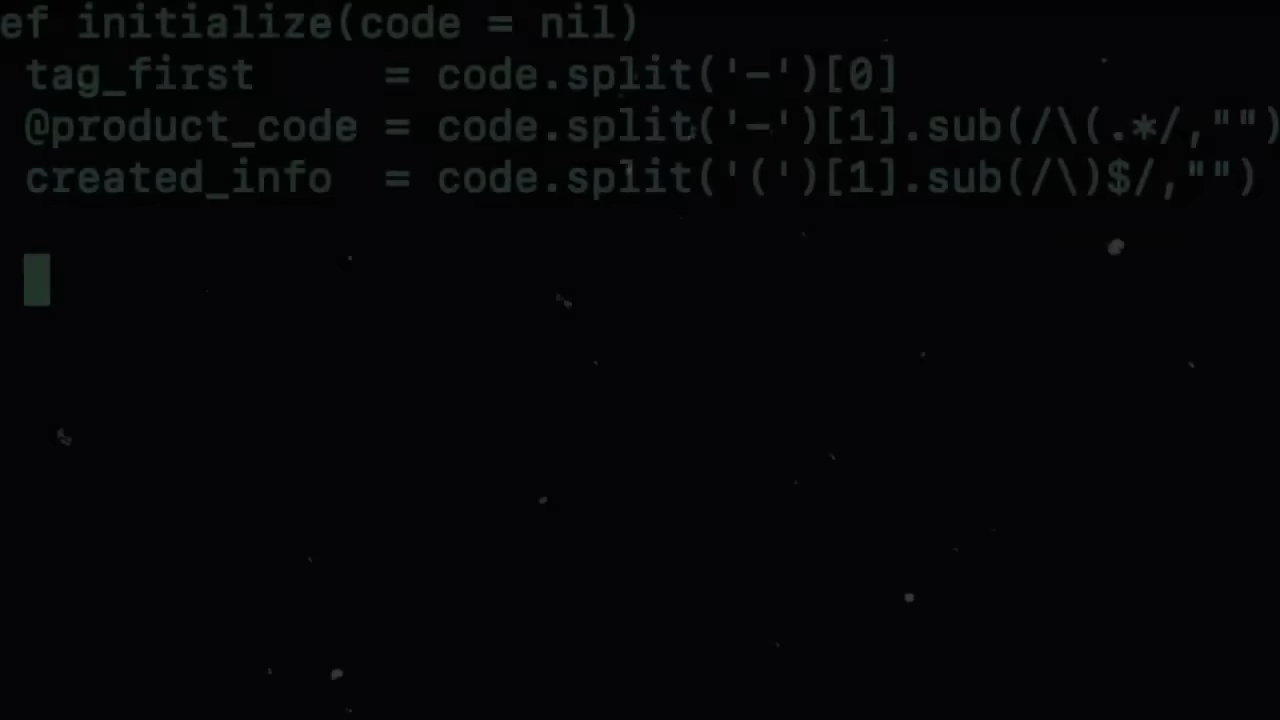 ef initialize(code = nil)
tag_first = code.split('-')[0]
@product_code = code.split('-')[1].sub(/\(.*/,"")
created_info = code.split('(')[1].sub(/\)$/,"")